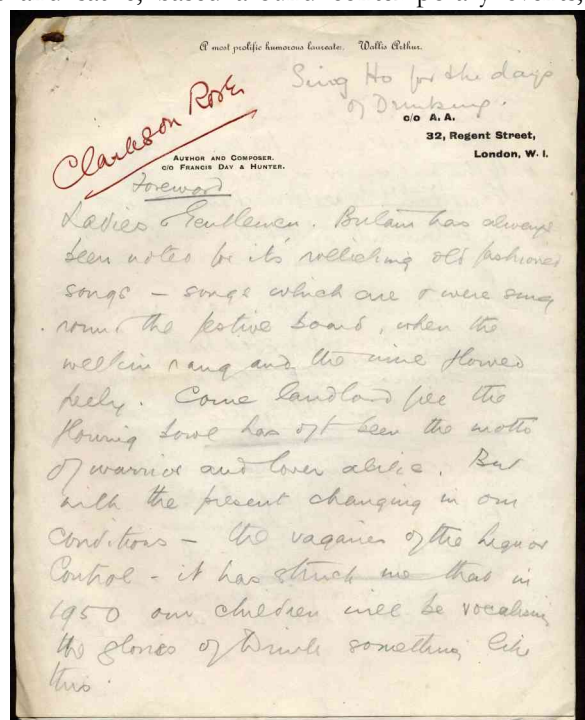 based around contemporary events,
A most prolific humorous laureate. Wallis Arthur.
Sing Ho for the days
of Drinking.
Clarkson Rose
c/o A. A.
32, Regent Street,
London, W. 1.
AUTHOR AND COMPOSER.
C/O FRANCIS DAY & HUNTER.
Foreword
Ladies & Gentlemen. Britain has always
been noted for it's rollicking old fashioned
songs – songs which are & were sung
round the festive board, when the
welkin rang and the wine flowed
freely. Come landlord fill the
flowing bowl has oft been the motto
of warrior and lover alike. But
with the present changing in our
conditions – the vagaries of the Liquor
Control – it has struck me that in
1950 our children will be vocalising
the glories of Drink something like
this